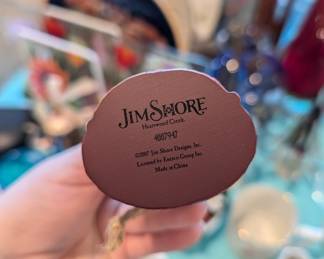 JIM SHORE
Heartwood Creek
4007947
©2007 Jim Shore Designs, Inc.
Licensed by Enesco Group Inc.
Made in China